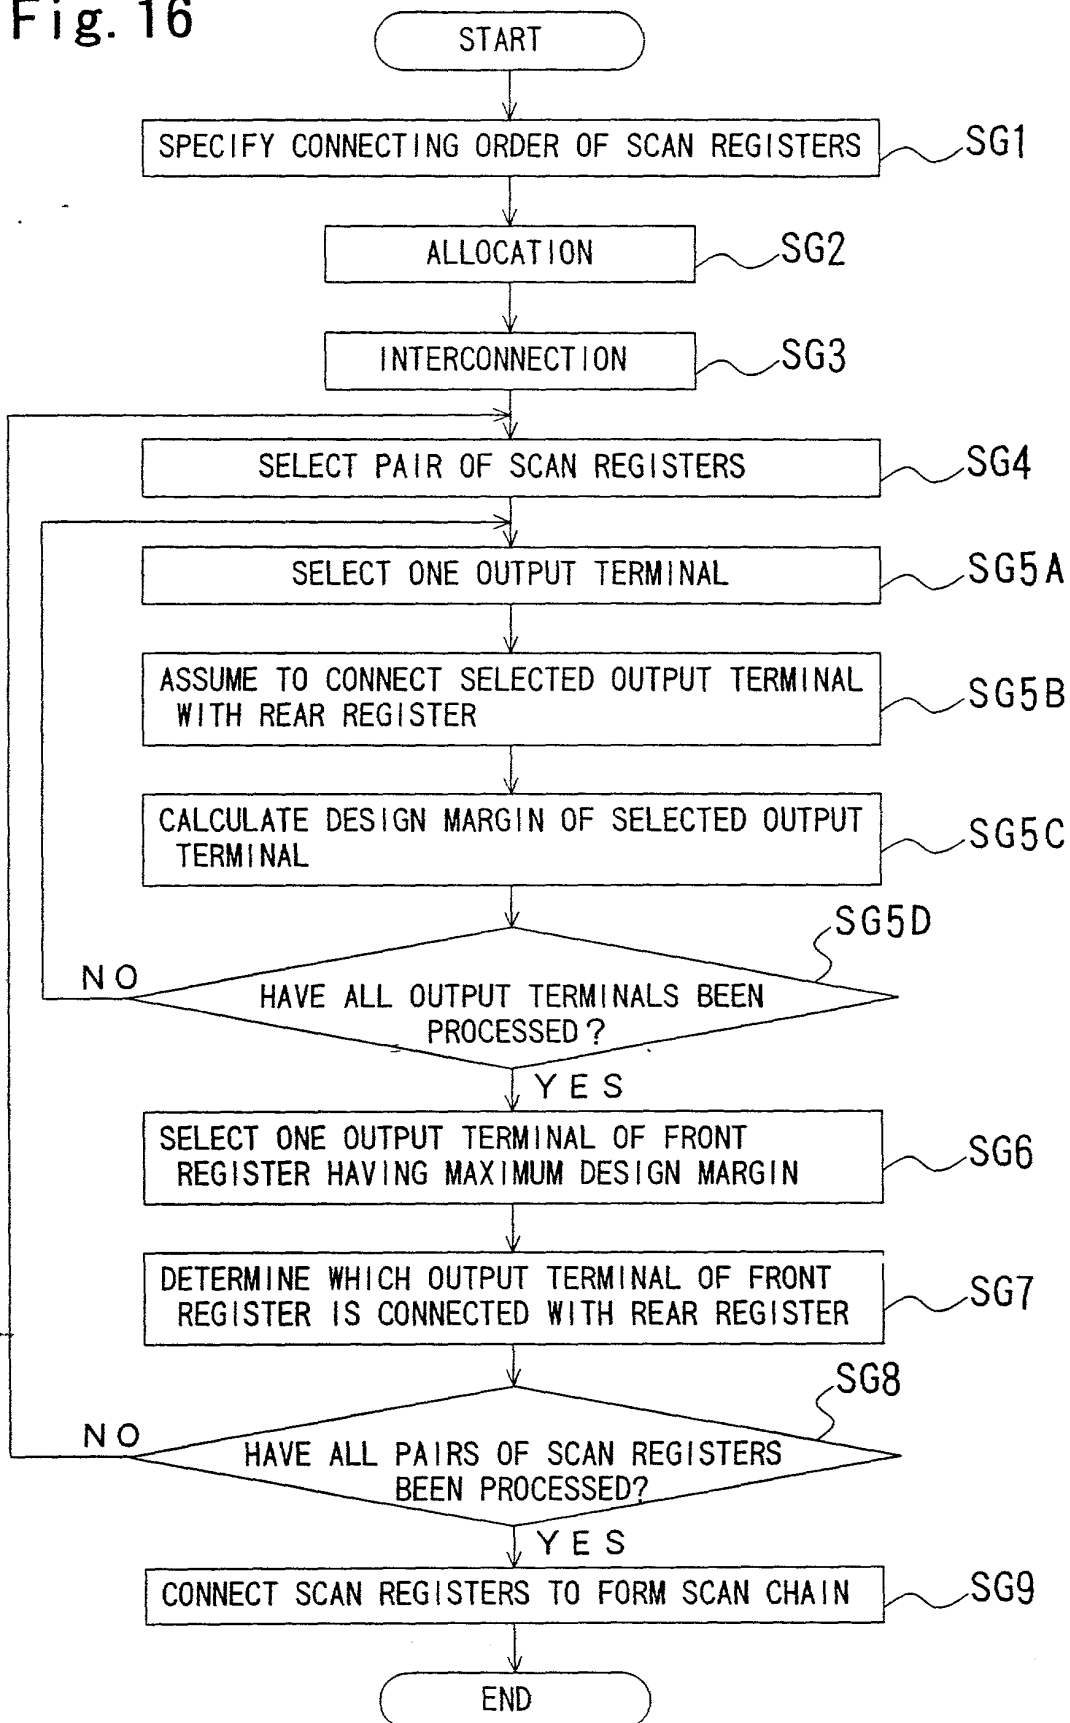 Fig. 16
START
SPECIFY CONNECTING ORDER OF SCAN REGISTERS
SG1
ALLOCATION
SG2
INTERCONNECTION
SG3
SELECT PAIR OF SCAN REGISTERS
SG4
SELECT ONE OUTPUT TERMINAL
SG5A
ASSUME TO CONNECT SELECTED OUTPUT TERMINAL
WITH REAR REGISTER
SG5B
CALCULATE DESIGN MARGIN OF SELECTED OUTPUT
TERMINAL
SG5C
SG5D
NO
HAVE ALL OUTPUT TERMINALS BEEN
PROCESSED?
YES
SELECT ONE OUTPUT TERMINAL OF FRONT
REGISTER HAVING MAXIMUM DESIGN MARGIN
SG6
DETERMINE WHICH OUTPUT TERMINAL OF FRONT
REGISTER IS CONNECTED WITH REAR REGISTER
SG7
SG8
NO
HAVE ALL PAIRS OF SCAN REGISTERS
BEEN PROCESSED?
YES
CONNECT SCAN REGISTERS TO FORM SCAN CHAIN
SG9
END